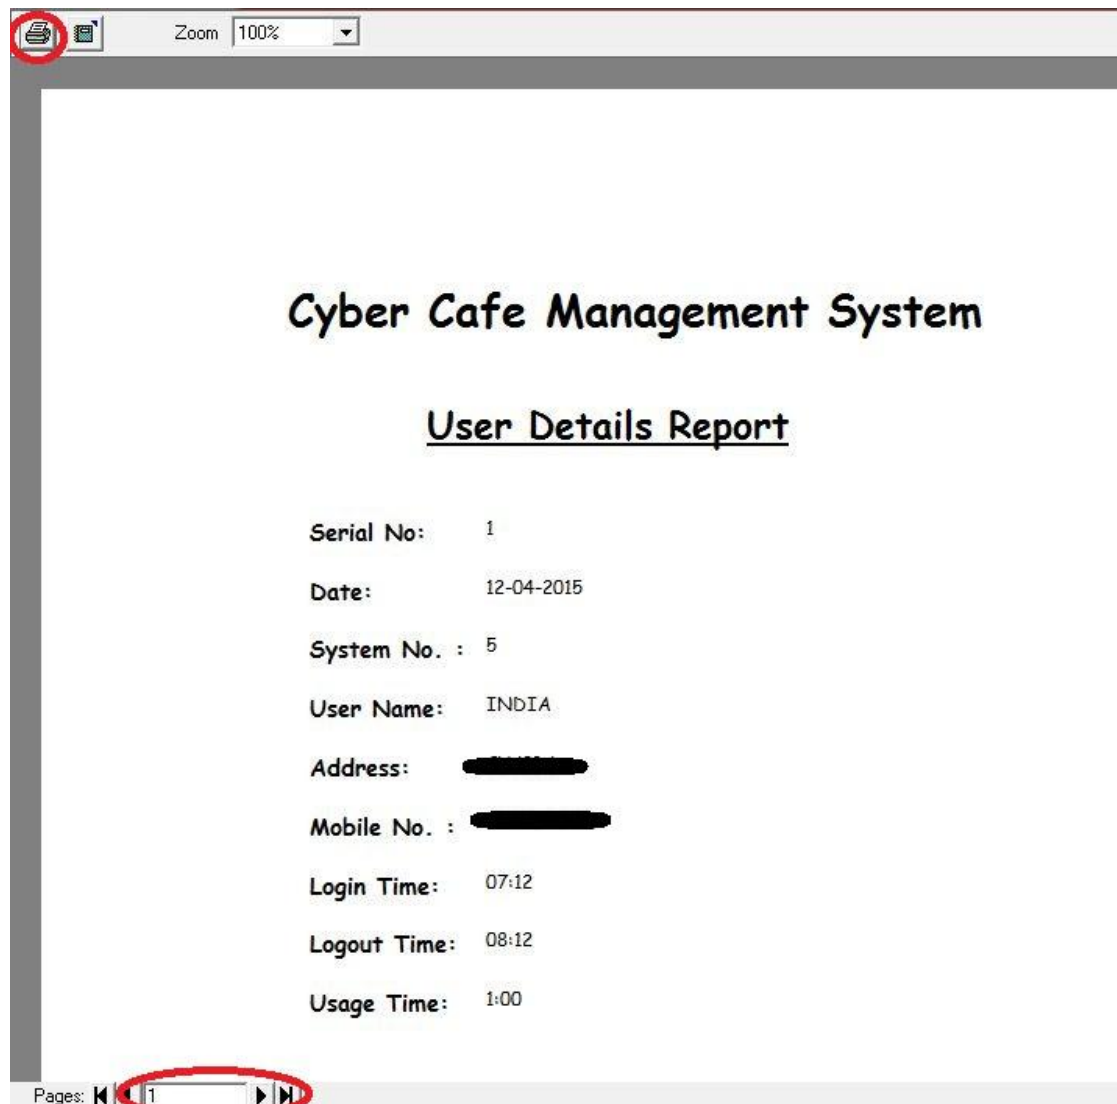 Zoom 100%
Cyber Cafe Management System
User Details Report
Serial No: 1
Date: 12-04-2015
System No. : 5
User Name: INDIA
Address:
Mobile No. :
Login Time: 07:12
Logout Time: 08:12
Usage Time: 1:00
Pages: 1